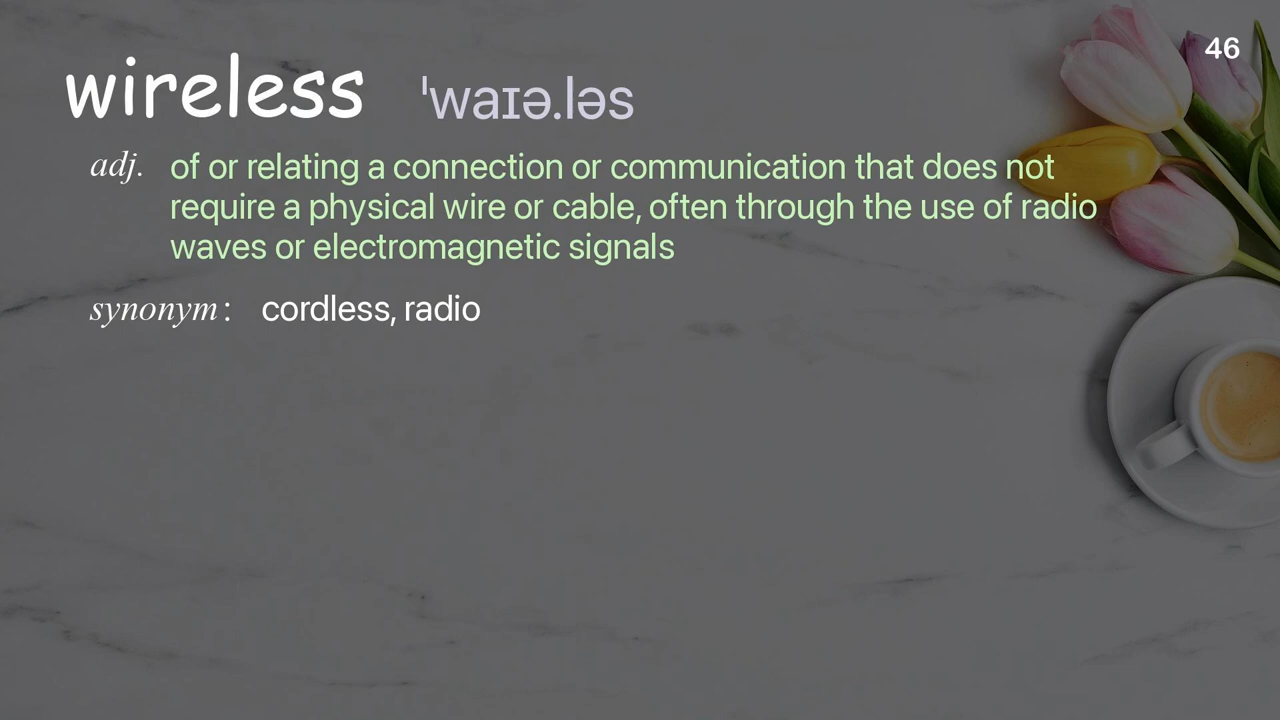 46
wireless ˈwaɪə.ləs
adj. of or relating a connection or communication that does not
require a physical wire or cable, often through the use of radio
waves or electromagnetic signals
synonym: cordless, radio